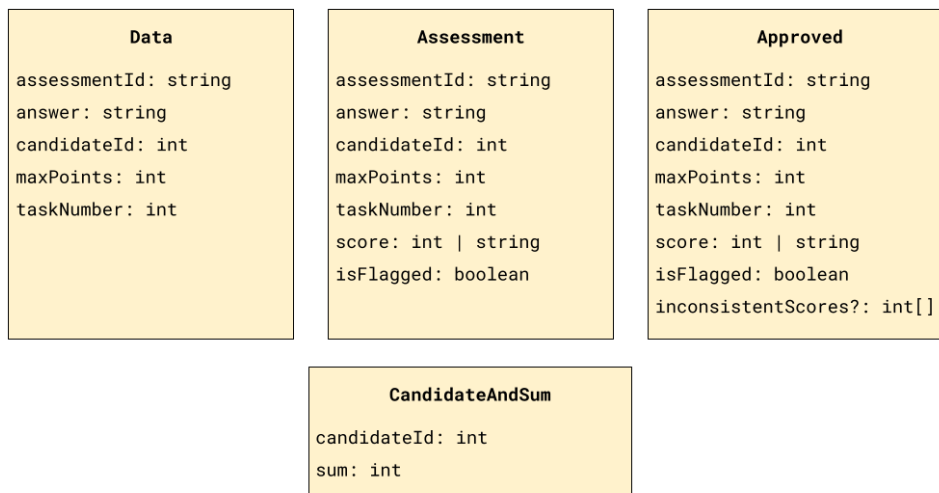 Data
assessmentId: string
answer: string
candidateId: int
maxPoints: int
taskNumber: int
Assessment
assessmentId: string
answer: string
candidateId: int
maxPoints: int
taskNumber: int
score: int | string
isFlagged: boolean
Approved
assessmentId: string
answer: string
candidateId: int
maxPoints: int
taskNumber: int
score: int | string
isFlagged: boolean
inconsistentScores?: int[]
CandidateAndSum
candidateId: int
sum: int